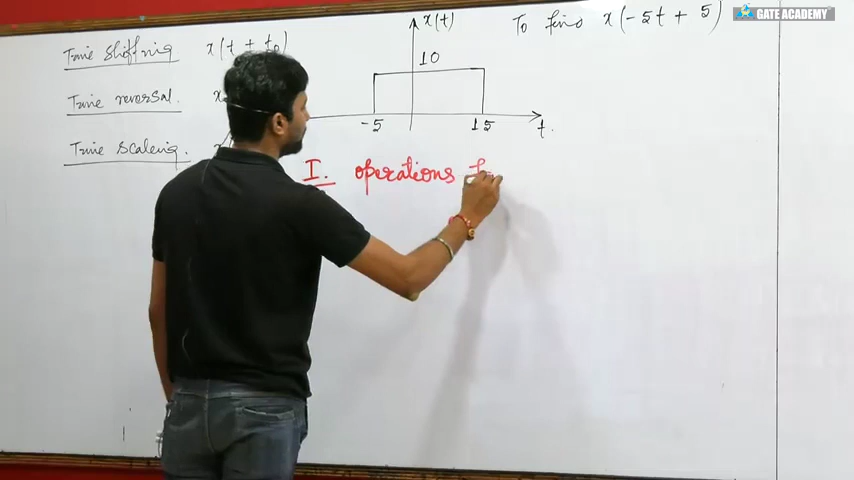 Time shifting x(t ± t0)
Time reversal.
Time scaling.
x(t)
10
-5
15
t.
To find x(-5t + 5)
I. operations
GATE ACADEMY